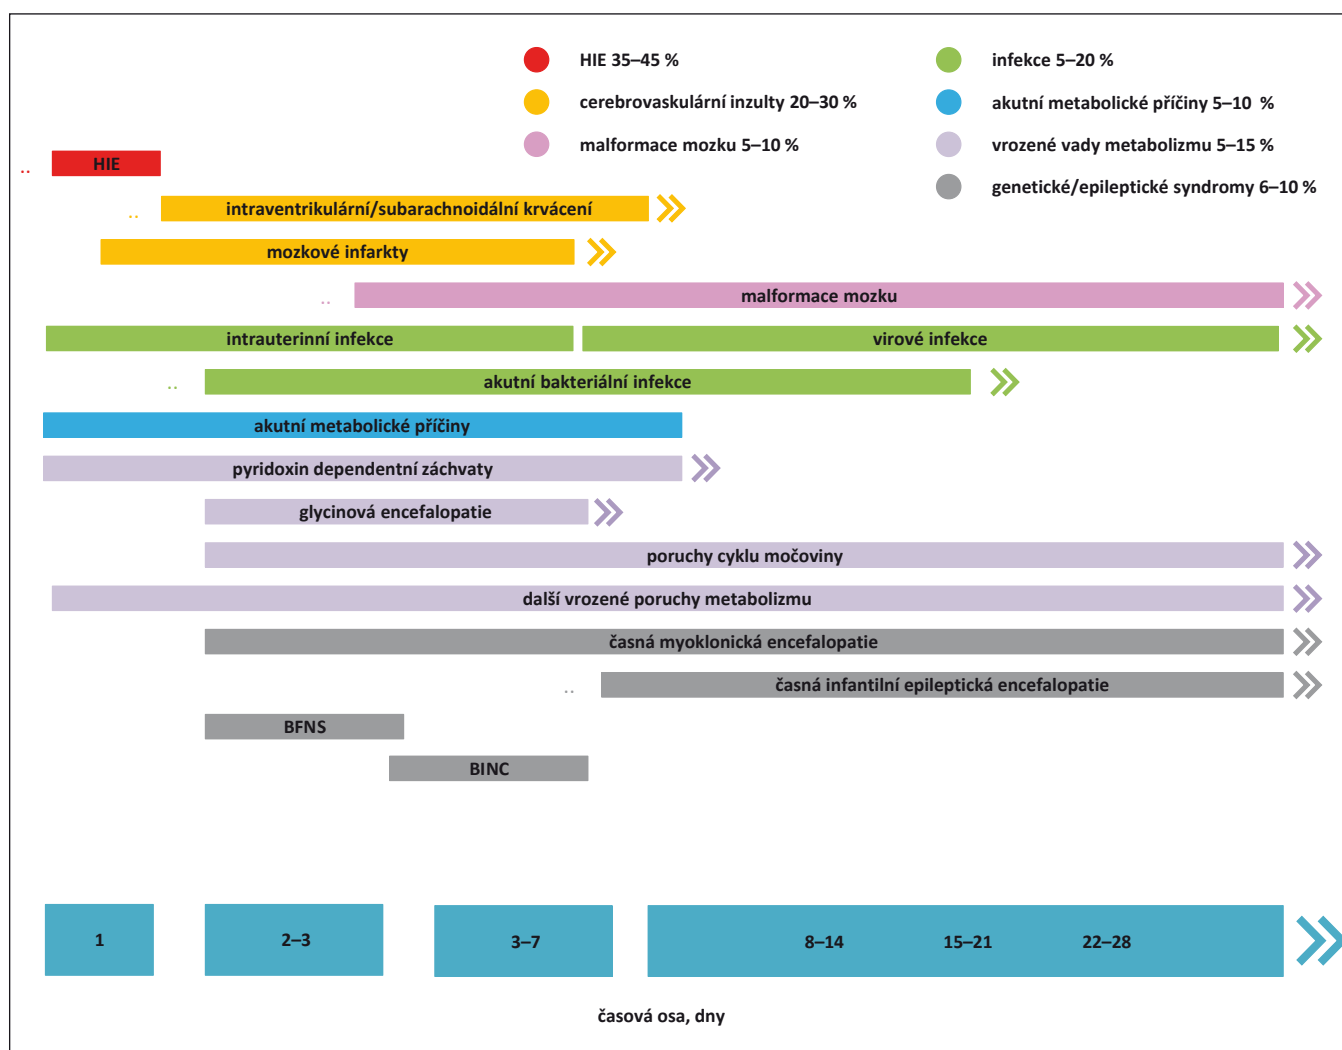 HIE 35–45 %
cerebrovaskulární inzulty 20–30 %
malformace mozku 5–10 %
infekce 5–20 %
akutní metabolické příčiny 5–10 %
vrozené vady metabolizmu 5–15 %
genetické/epileptické syndromy 6–10 %
HIE
intraventrikulární/subarachnoidální krvácení
mozkové infarkty
malformace mozku
intrauterinní infekce
virové infekce
akutní bakteriální infekce
akutní metabolické příčiny
pyridoxin dependentní záchvaty
glycinová encefalopatie
poruchy cyklu močoviny
další vrozené poruchy metabolizmu
časná myoklonická encefalopatie
časná infantilní epileptická encefalopatie
BFNS
BINC
1
2–3
3–7
8–14
15–21
22–28
časová osa, dny